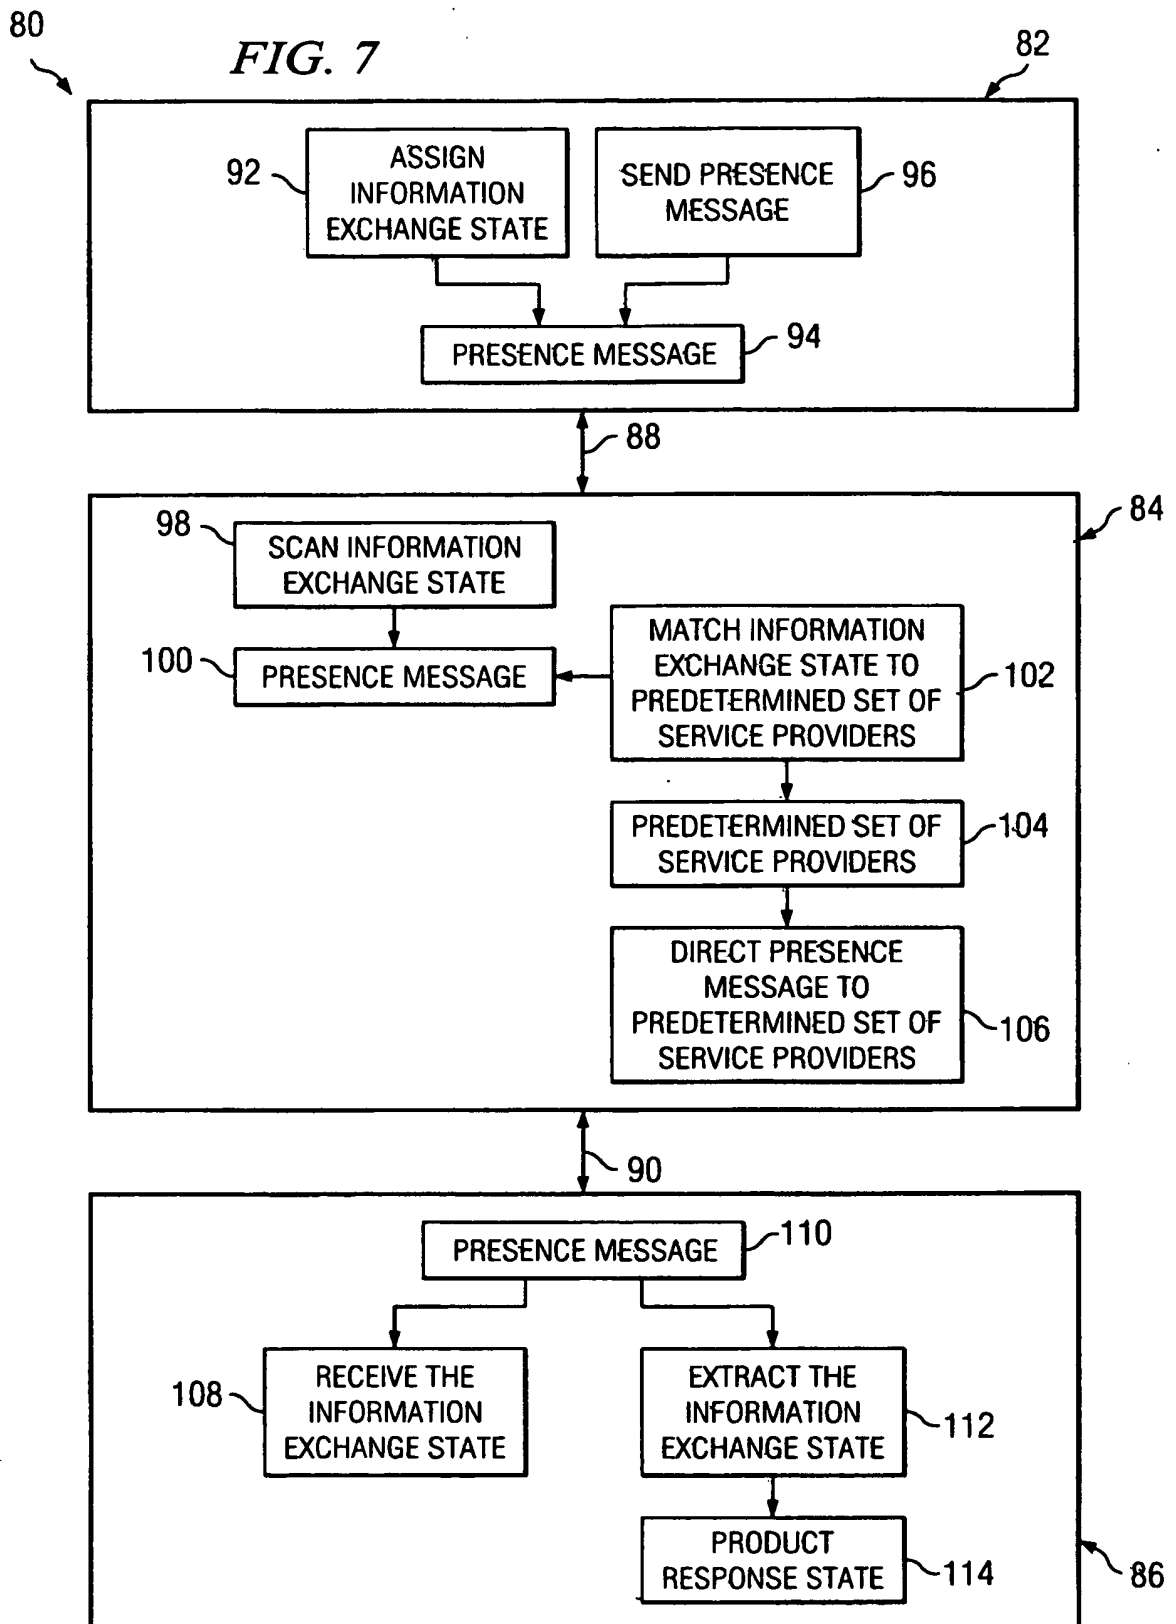 80
FIG. 7
82
92
ASSIGN
INFORMATION
EXCHANGE STATE
SEND PRESENCE
MESSAGE
96
PRESENCE MESSAGE
94
88
98
SCAN INFORMATION
EXCHANGE STATE
84
100
PRESENCE MESSAGE
MATCH INFORMATION
EXCHANGE STATE TO
PREDETERMINED SET OF
SERVICE PROVIDERS
102
PREDETERMINED SET OF
SERVICE PROVIDERS
104
DIRECT PRESENCE
MESSAGE TO
PREDETERMINED SET OF
SERVICE PROVIDERS
106
90
PRESENCE MESSAGE
110
108
RECEIVE THE
INFORMATION
EXCHANGE STATE
EXTRACT THE
INFORMATION
EXCHANGE STATE
112
PRODUCT
RESPONSE STATE
114
86